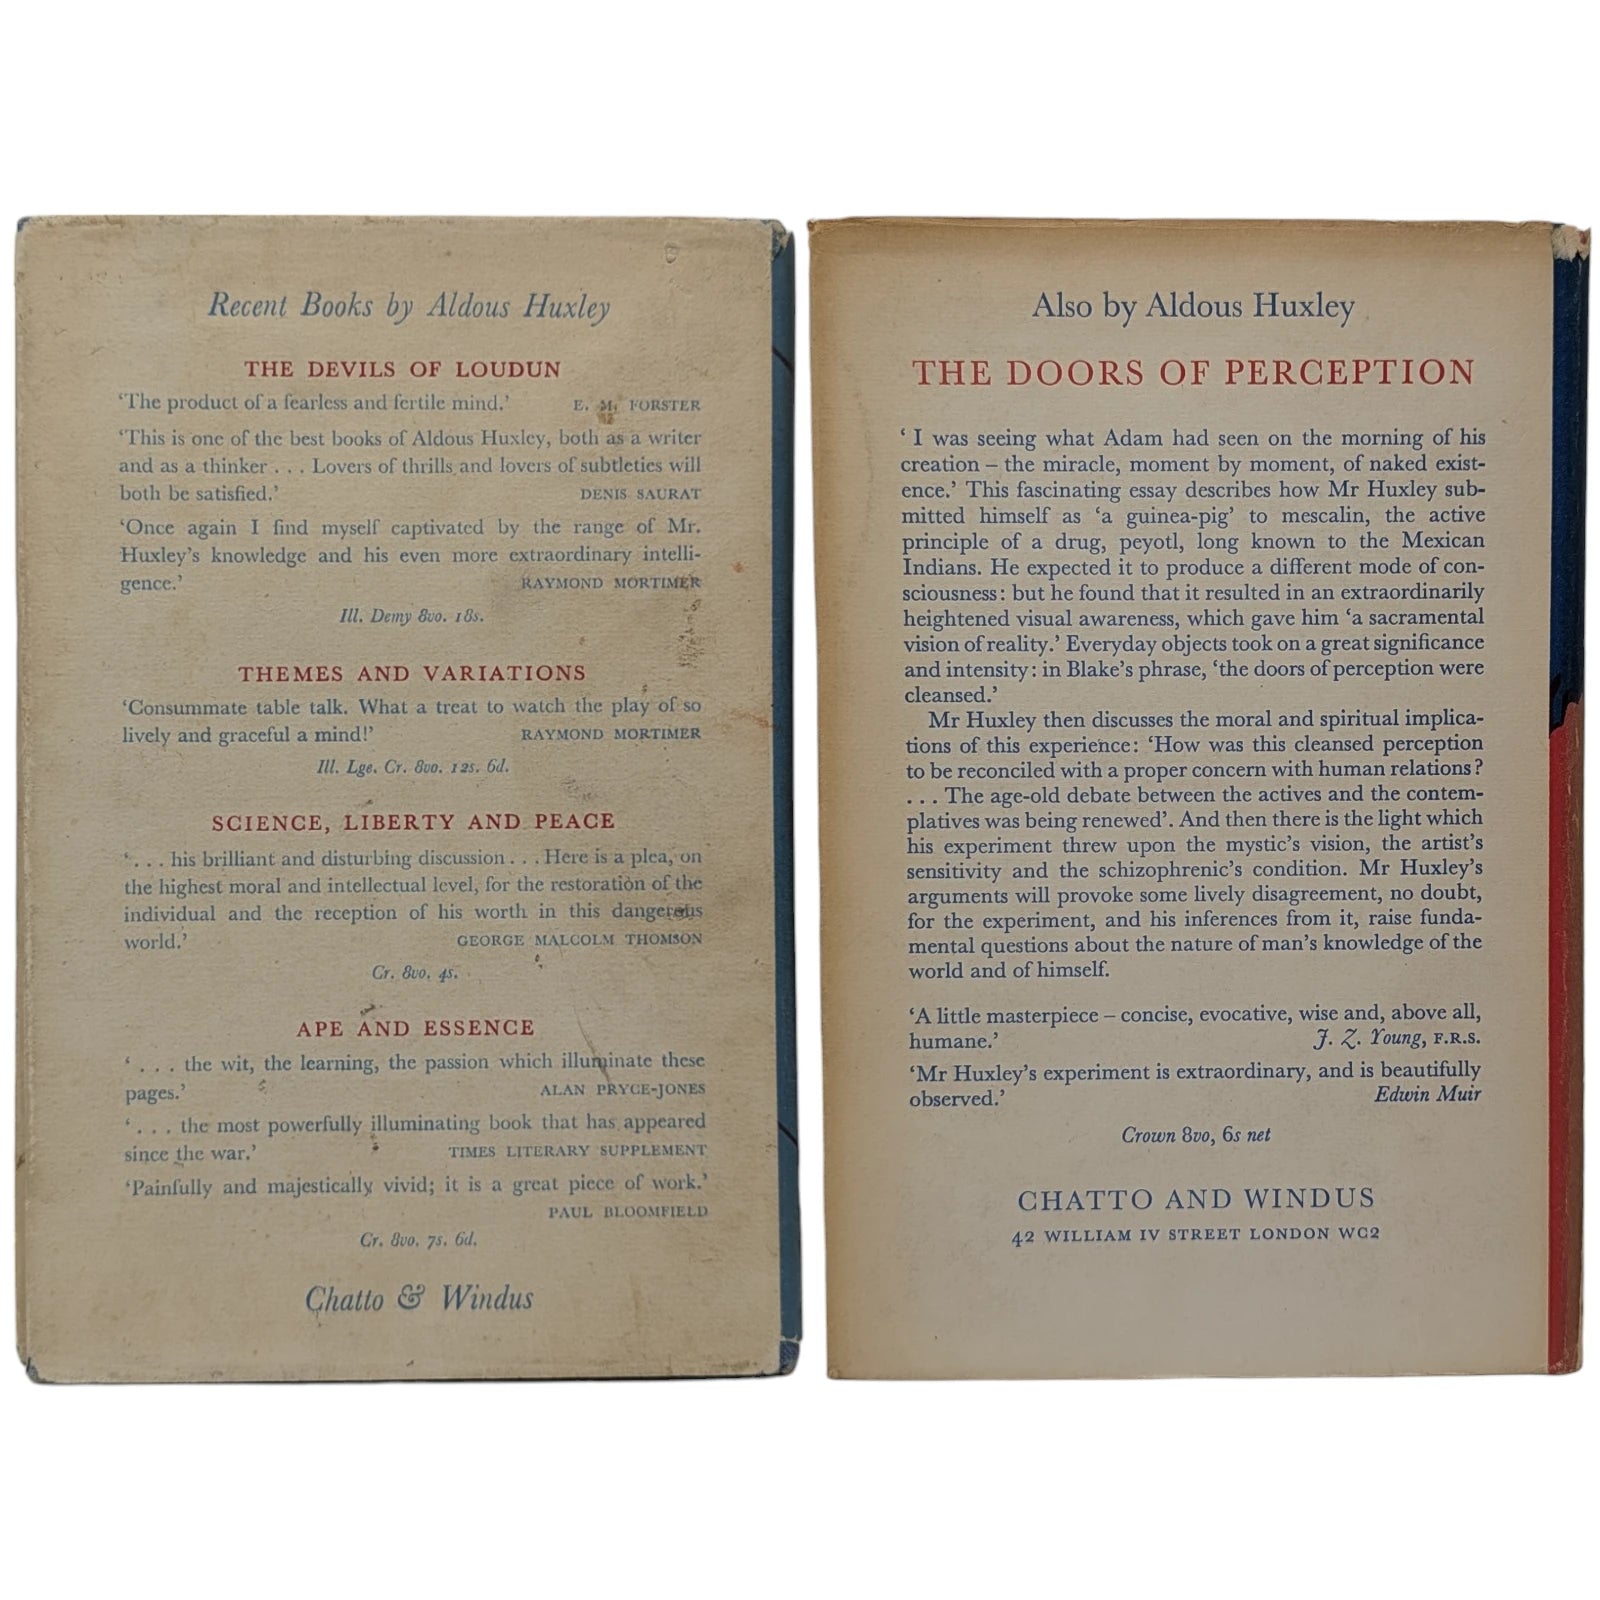 Recent Books by Aldous Huxley
THE DEVILS OF LOUDUN
‘The product of a fearless and fertile mind.’ E. M. FORSTER
‘This is one of the best books of Aldous Huxley, both as a writer
and as a thinker . . . Lovers of thrills and lovers of subtleties will
both be satisfied.’ DENIS SAURAT
‘Once again I find myself captivated by the range of Mr.
Huxley’s knowledge and his even more extraordinary intelli-
gence.’ RAYMOND MORTIMER
Ill. Demy 8vo. 18s.
THEMES AND VARIATIONS
‘Consummate table talk. What a treat to watch the play of so
lively and graceful a mind!’ RAYMOND MORTIMER
Ill. Lge. Cr. 8vo. 12s. 6d.
SCIENCE, LIBERTY AND PEACE
‘. . . his brilliant and disturbing discussion . . . Here is a plea, on
the highest moral and intellectual level, for the restoration of the
individual and the reception of his worth in this dangerous
world.’ GEORGE MALCOLM THOMSON
Cr. 8vo. 4s.
APE AND ESSENCE
‘. . . the wit, the learning, the passion which illuminate these
pages.’ ALAN PRYCE-JONES
‘. . . the most powerfully illuminating book that has appeared
since the war.’ TIMES LITERARY SUPPLEMENT
‘Painfully and majestically vivid; it is a great piece of work.’
PAUL BLOOMFIELD
Cr. 8vo. 7s. 6d.
Chatto & Windus
Also by Aldous Huxley
THE DOORS OF PERCEPTION
‘I was seeing what Adam had seen on the morning of his
creation – the miracle, moment by moment, of naked exist-
ence.’ This fascinating essay describes how Mr Huxley sub-
mitted himself as ‘a guinea-pig’ to mescalin, the active
principle of a drug, peyotl, long known to the Mexican
Indians. He expected it to produce a different mode of con-
sciousness: but he found that it resulted in an extraordinarily
heightened visual awareness, which gave him ‘a sacramental
vision of reality.’ Everyday objects took on a great significance
and intensity: in Blake’s phrase, ‘the doors of perception were
cleansed.’
Mr Huxley then discusses the moral and spiritual implica-
tions of this experience: ‘How was this cleansed perception
to be reconciled with a proper concern with human relations?
. . . The age-old debate between the actives and the contem-
platives was being renewed’. And then there is the light which
his experiment threw upon the mystic’s vision, the artist’s
sensitivity and the schizophrenic’s condition. Mr Huxley’s
arguments will provoke some lively disagreement, no doubt,
for the experiment, and his inferences from it, raise funda-
mental questions about the nature of man’s knowledge of the
world and of himself.
‘A little masterpiece – concise, evocative, wise and, above all,
humane.’ J. Z. Young, F.R.S.
‘Mr Huxley’s experiment is extraordinary, and is beautifully
observed.’ Edwin Muir
Crown 8vo, 6s net
CHATTO AND WINDUS
42 WILLIAM IV STREET LONDON WC2